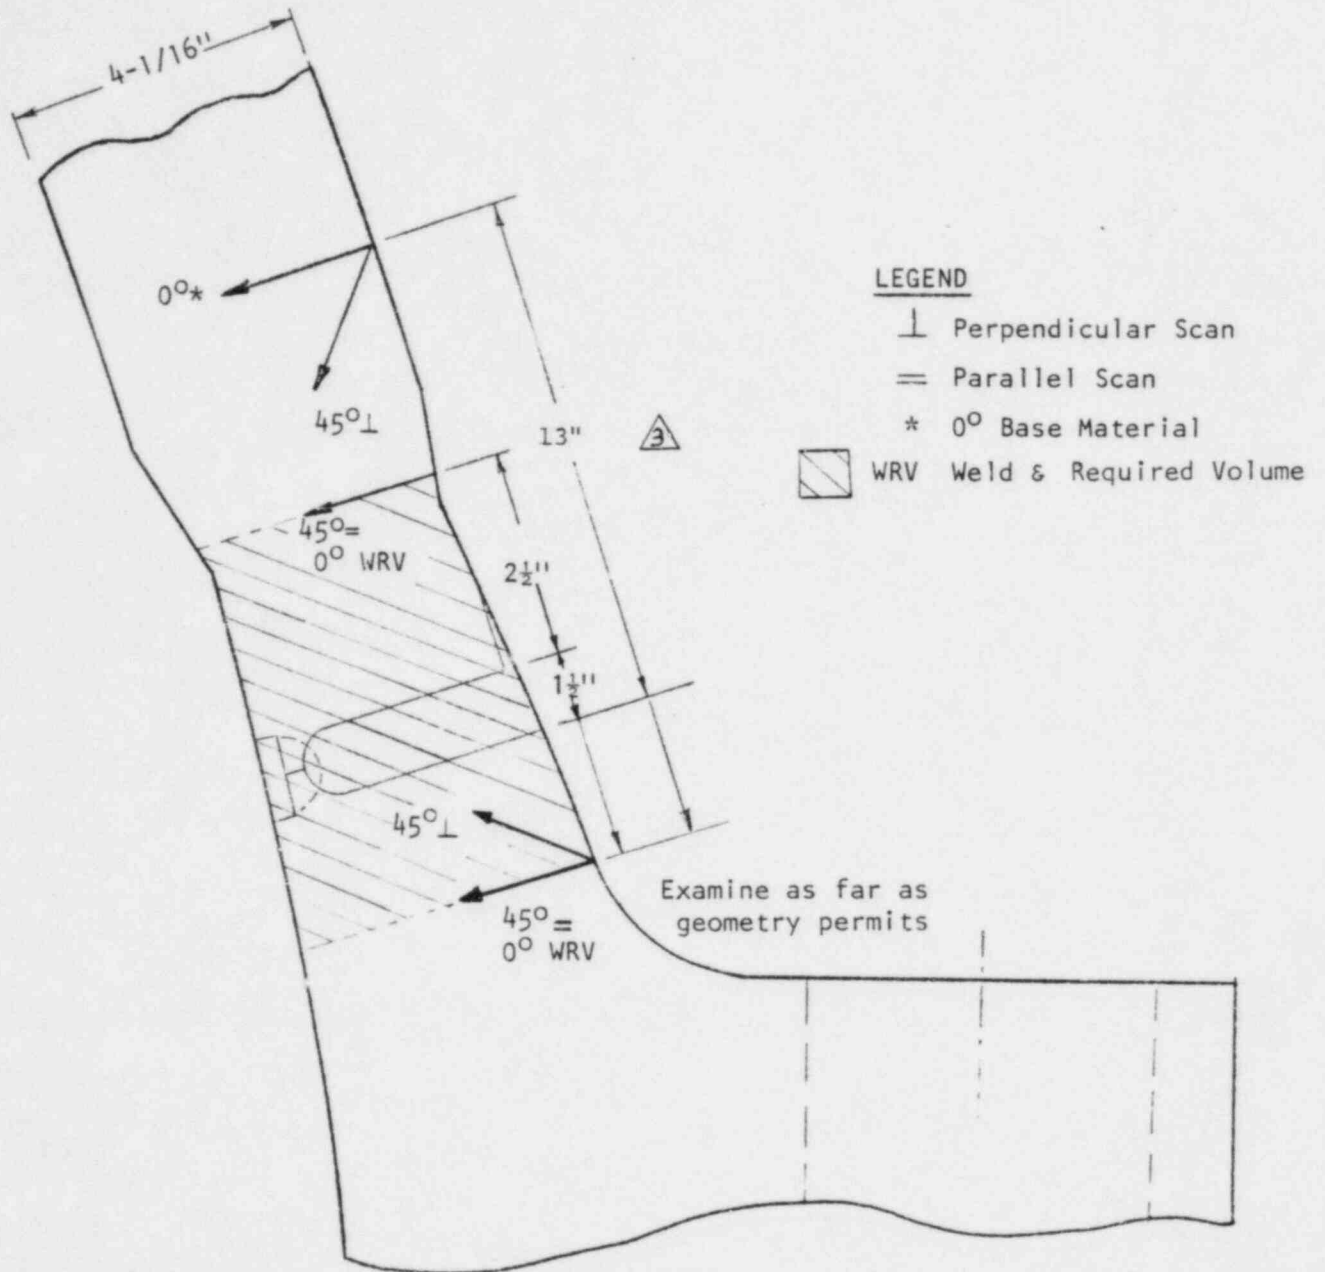 4-1/16"
0°*
45°⊥
45°=
0° WRV
13"
3
2½"
1½"
45°⊥
45°=
0° WRV
Examine as far as
geometry permits
LEGEND
⊥ Perpendicular Scan
= Parallel Scan
* 0° Base Material
WRV Weld & Required Volume